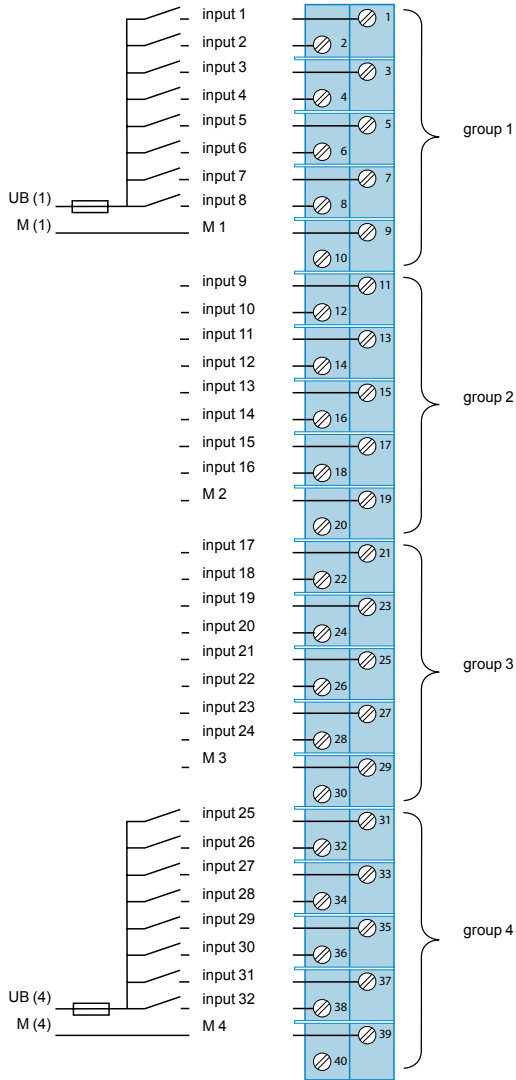 input 1 1
input 2 2
input 3 3
input 4 4
input 5 5
group 1
input 6 6
input 7 7
UB (1) input 8 8
M (1) M 1 9
10
input 9 11
input 10 12
input 11 13
input 12 14
input 13 15
group 2
input 14 16
input 15 17
input 16 18
M 2 19
20
input 17 21
input 18 22
input 19 23
input 20 24
input 21 25
group 3
input 22 26
input 23 27
input 24 28
M 3 29
30
input 25 31
input 26 32
input 27 33
input 28 34
input 29 35
group 4
input 30 36
input 31 37
UB (4) input 32 38
M (4) M 4 39
40